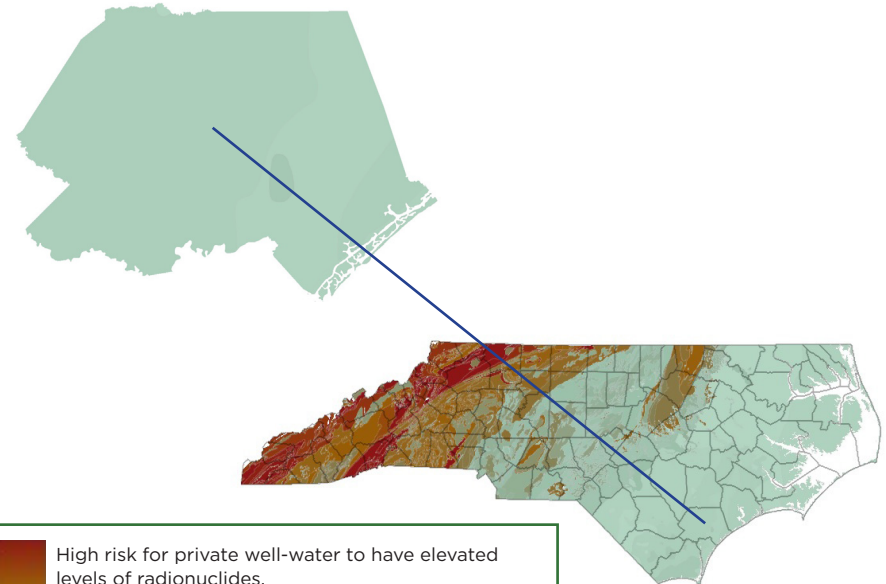 High risk for private well-water to have elevated
levels of radionuclides.